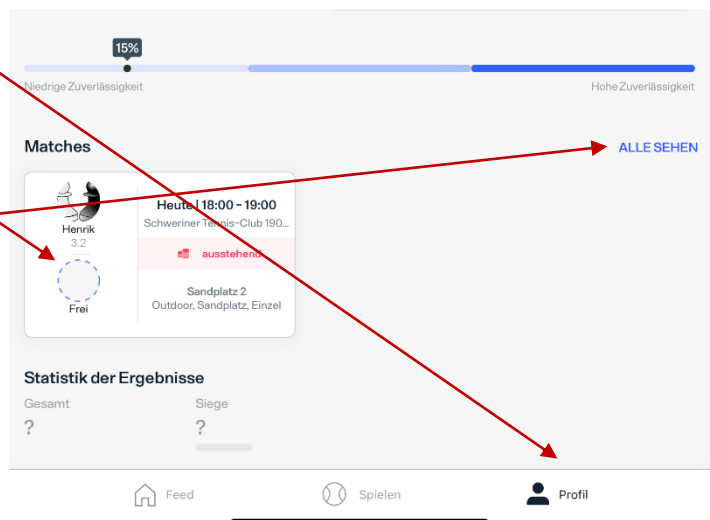 15%
Niedrige Zuverlässigkeit
Hohe Zuverlässigkeit
Matches
ALLE SEHEN
Henrik
3.2
Frei
Heute | 18:00 – 19:00
Schweriner Tennis-Club 190...
ausstehend
Sandplatz 2
Outdoor, Sandplatz, Einzel
Statistik der Ergebnisse
Gesamt
Siege
?
?
Feed
Spielen
Profil